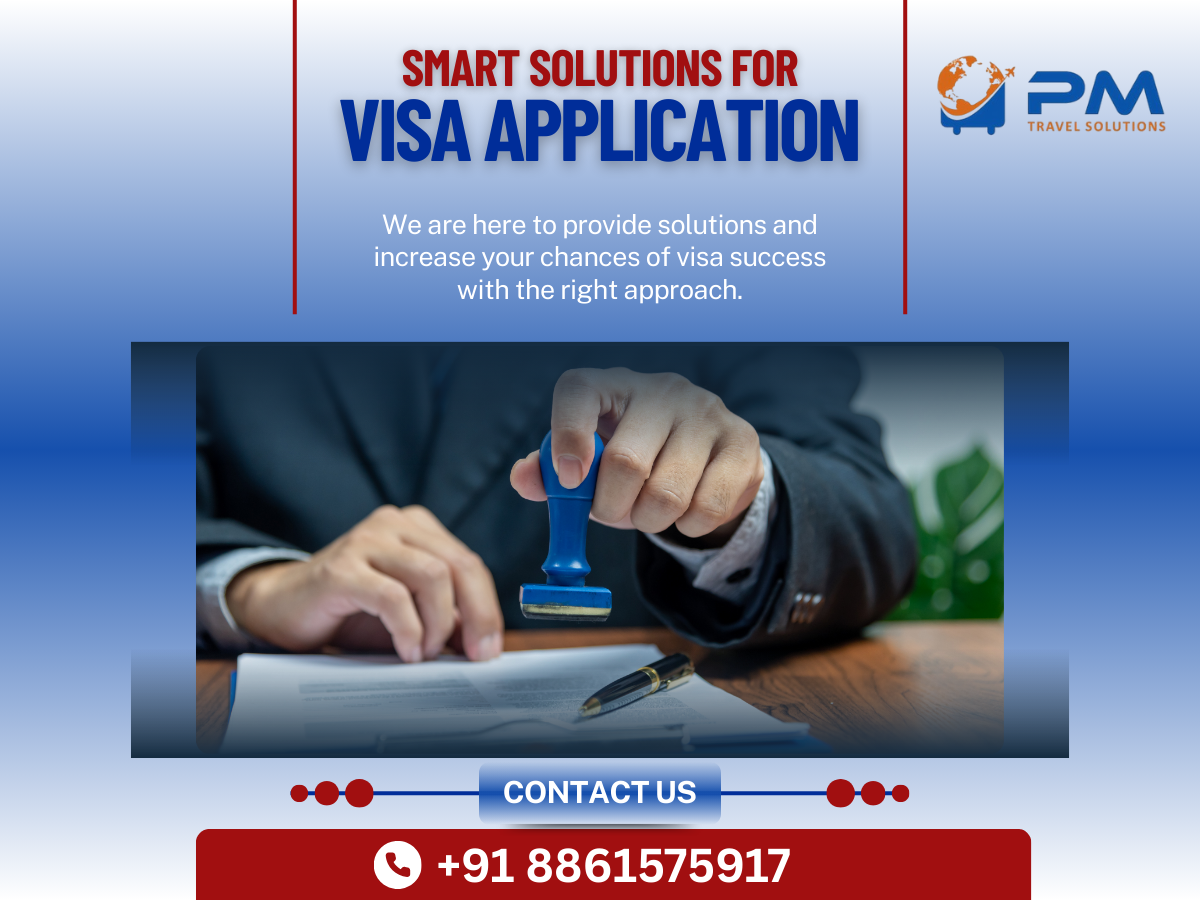 SMART SOLUTIONS FOR
VISA APPLICATION
PM
TRAVEL SOLUTIONS
We are here to provide solutions and
increase your chances of visa success
with the right approach.
CONTACT US
+91 8861575917